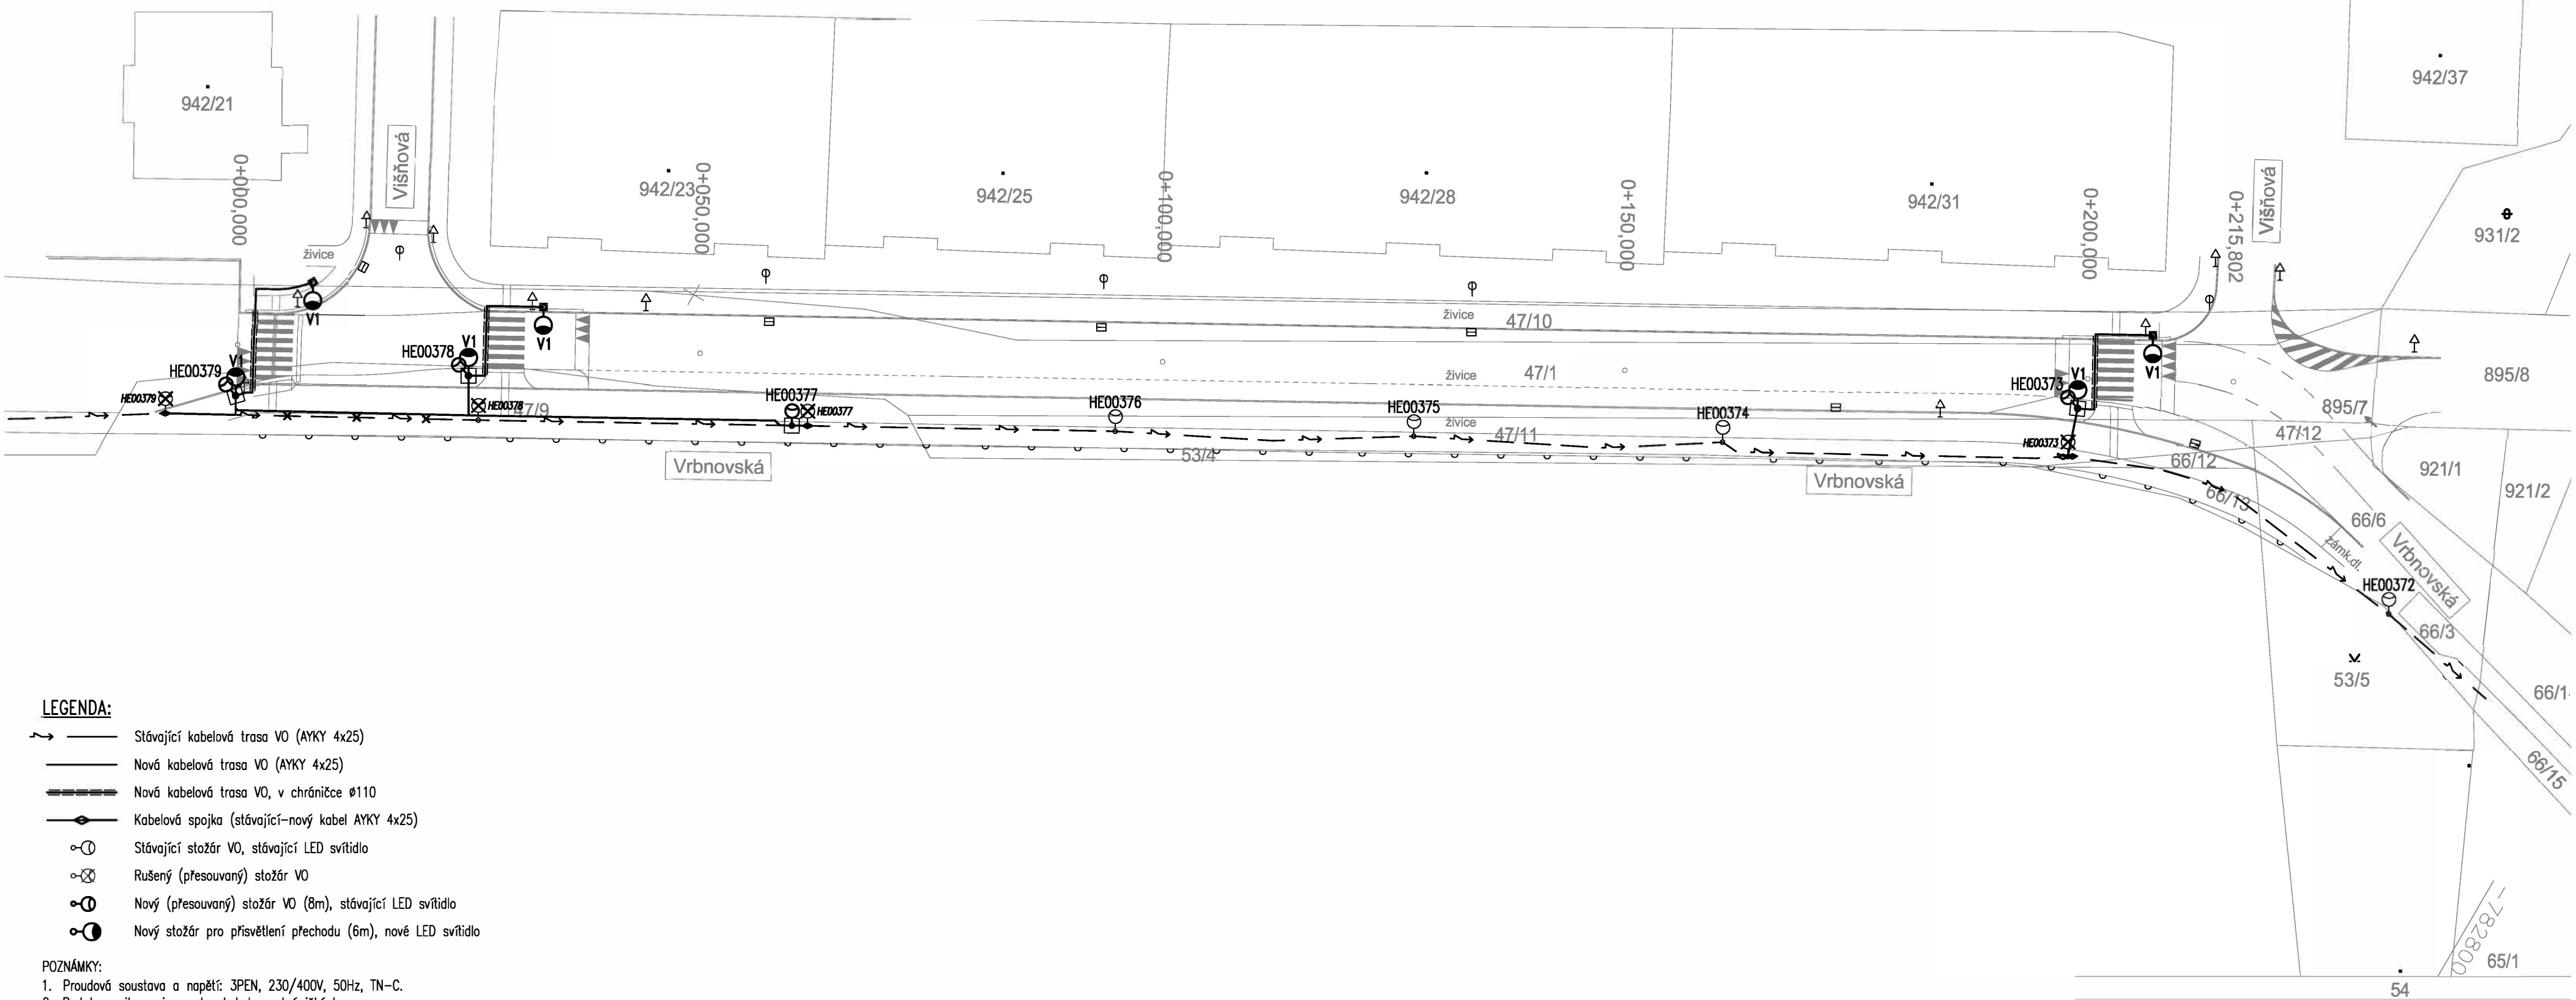 942/21
0+000,000
Višňová
942/23
0+050,000
942/25
0+100,000
942/28
0+150,000
942/31
0+200,000
0+215,802
Višňová
942/37
931/2
živice
V1
V1
V1
V1
V1
V1
HE00379
HE00379
HE00378
HE00378
47/9
HE00377
HE00377
HE00376
HE00375
HE00374
HE00373
HE00373
živice
47/10
živice
47/1
živice
47/11
53/4
Vrbnovská
Vrbnovská
895/8
895/7
47/12
66/12
66/13
921/1
921/2
66/6
zámk.dl.
Vrbnovská
HE00372
66/3
53/5
66/1
66/15
-782800
65/1
54
LEGENDA:
Stávající kabelová trasa VO (AYKY 4x25)
Nová kabelová trasa VO (AYKY 4x25)
Nová kabelová trasa VO, v chráničce ø110
Kabelová spojka (stávající-nový kabel AYKY 4x25)
Stávající stožár VO, stávající LED svítidlo
Rušený (přesouvaný) stožár VO
Nový (přesouvaný) stožár VO (8m), stávající LED svítidlo
Nový stožár pro přisvětlení přechodu (6m), nové LED svítidlo
POZNÁMKY:
1. Proudová soustava a napětí: 3PEN, 230/400V, 50Hz, TN-C.